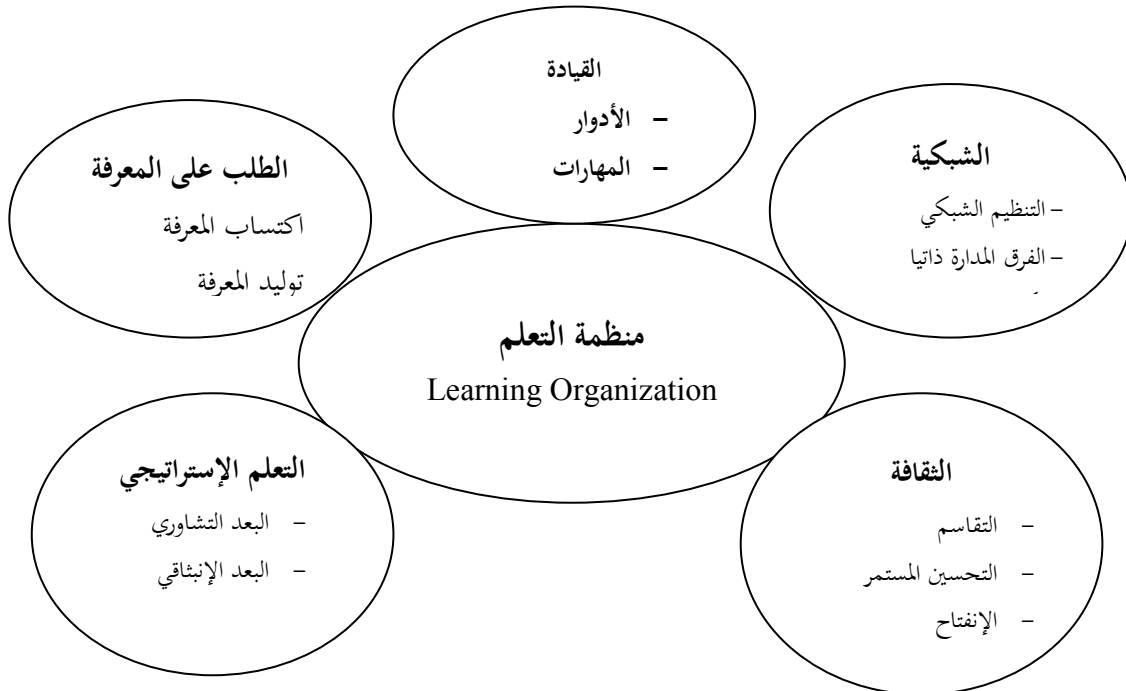 القيادة
– الأدوار
– المهارات
الشبكية
– التنظيم الشبكي
– الفرق المدارة ذاتيا
الطلب على المعرفة
اكتساب المعرفة
توليد المعرفة
منظمة التعلم
Learning Organization
الثقافة
– التقاسم
– التحسين المستمر
– الإنفتاح
التعلم الإستراتيجي
– البعد التشاوري
– البعد الإنبثاقي